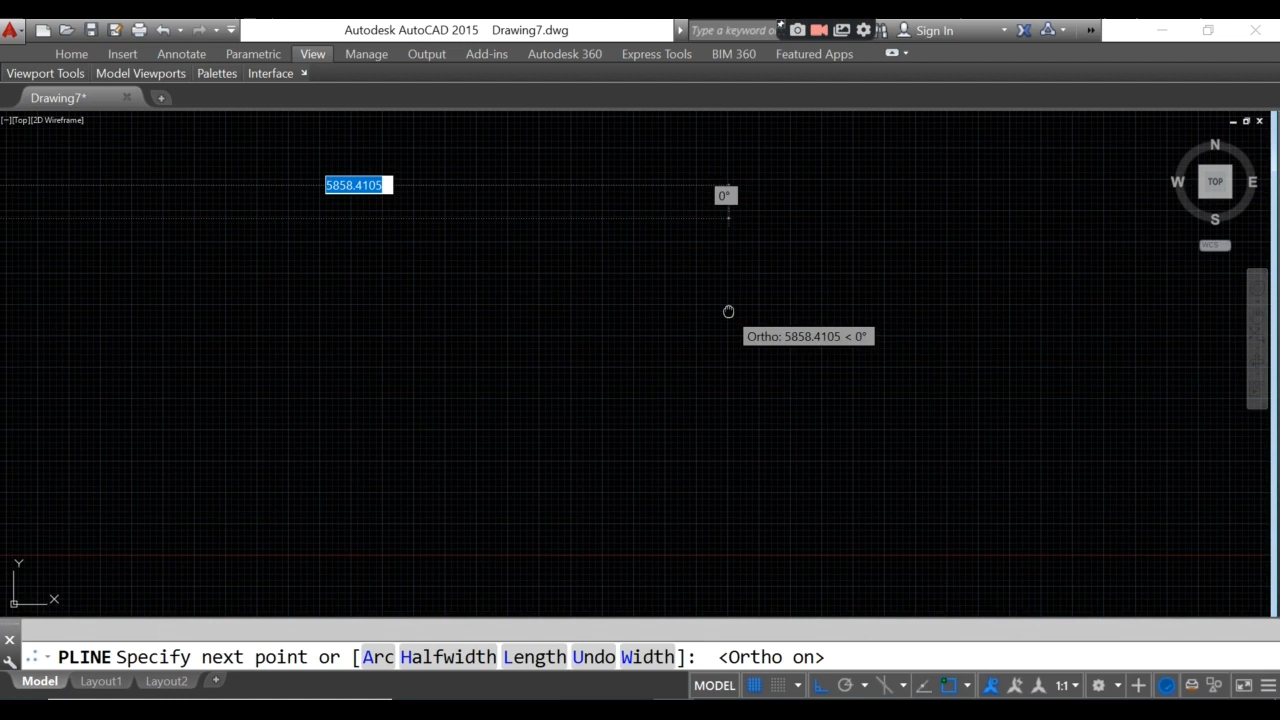 Autodesk AutoCAD 2015 Drawing7.dwg
Type a keyword o
Sign In
Home Insert Annotate Parametric View Manage Output Add-ins Autodesk 360 Express Tools BIM 360 Featured Apps
Viewport Tools Model Viewports Palettes Interface
Drawing7*
[−][Top][2D Wireframe]
N
W TOP E
S
WCS
5858.4105
0°
Ortho: 5858.4105 < 0°
Y
X
PLINE Specify next point or [Arc Halfwidth Length Undo Width]: <Ortho on>
Model Layout1 Layout2
MODEL
1:1